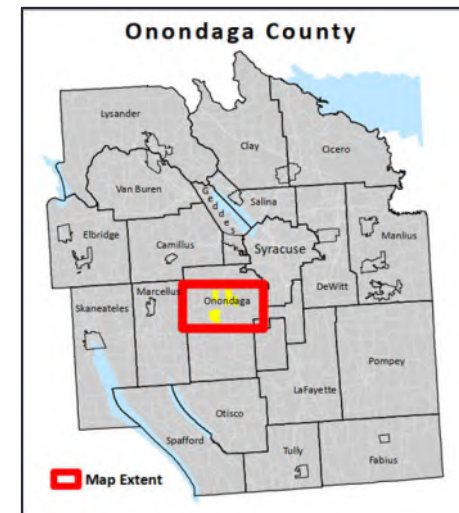 Onondaga County
Lysander
Clay
Cicero
Van Buren
Geddes
Salina
Elbridge
Camillus
Syracuse
Manlius
DeWitt
Skaneateles
Marcellus
Onondaga
Pompey
LaFayette
Otisco
Spafford
Tully
Fabius
Map Extent